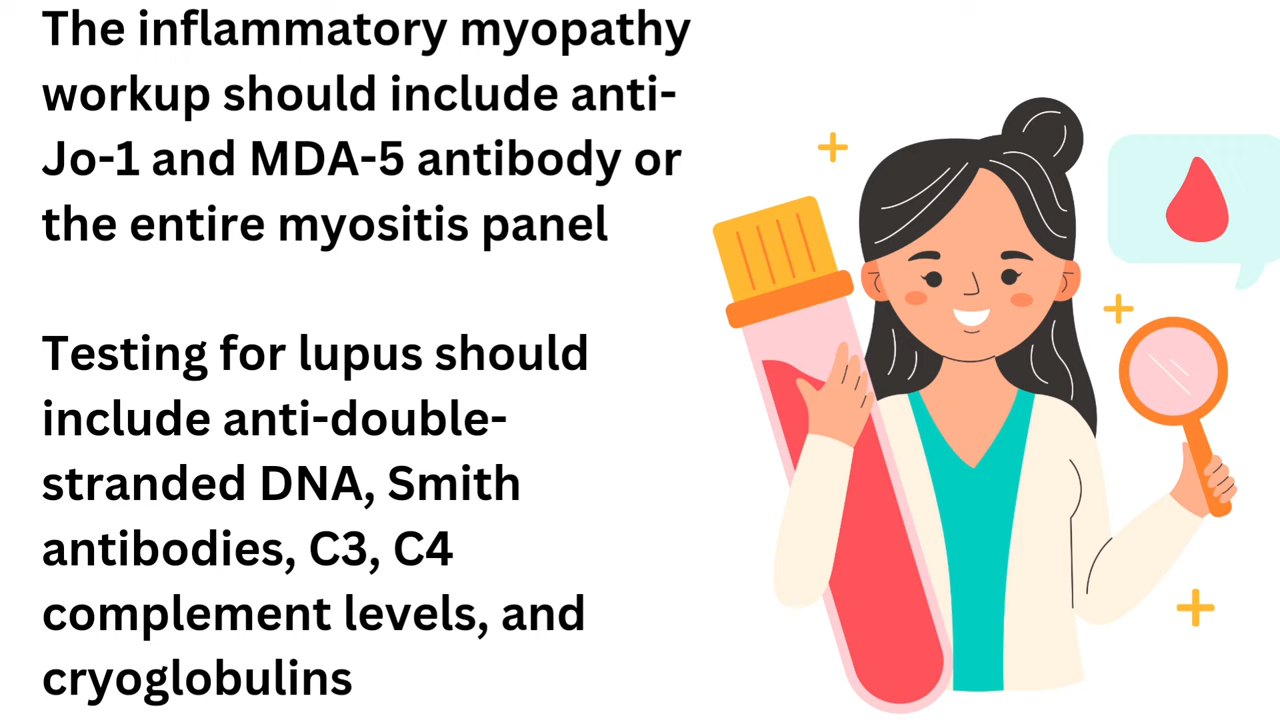 The inflammatory myopathy
workup should include anti-
Jo-1 and MDA-5 antibody or
the entire myositis panel
Testing for lupus should
include anti-double-
stranded DNA, Smith
antibodies, C3, C4
complement levels, and
cryoglobulins